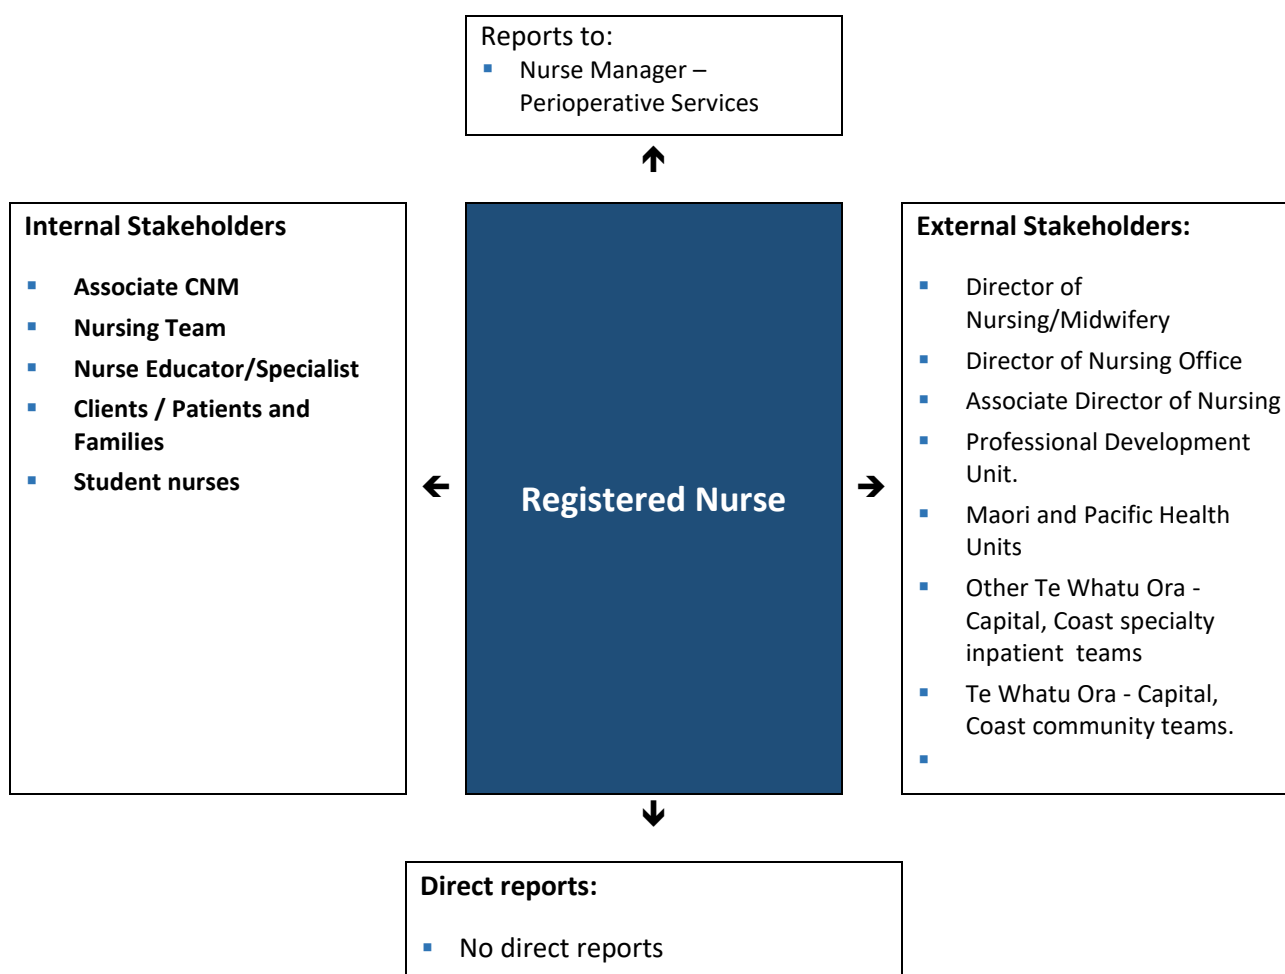 Reports to:
▪ Nurse Manager –
Perioperative Services
Internal Stakeholders
▪ Associate CNM
▪ Nursing Team
▪ Nurse Educator/Specialist
▪ Clients / Patients and
Families
▪ Student nurses
Registered Nurse
External Stakeholders:
▪ Director of
Nursing/Midwifery
▪ Director of Nursing Office
▪ Associate Director of Nursing
▪ Professional Development
Unit.
▪ Maori and Pacific Health
Units
▪ Other Te Whatu Ora -
Capital, Coast specialty
inpatient  teams
▪ Te Whatu Ora - Capital,
Coast community teams.
▪
Direct reports:
▪ No direct reports